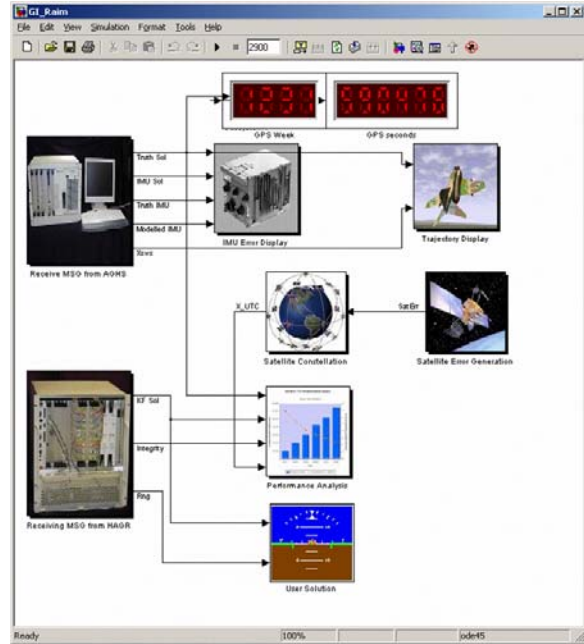 GI_Raim
File Edit View Simulation Format Tools Help
2900
GPS Week
GPS seconds
Truth Sol
IMU Sol
Truth IMU
Modelled IMU
Xsvs
Receive MSG from AGHS
IMU Error Display
Trajectory Display
X_UTC
SatErr
Satellite Constellation
Satellite Error Generation
KF Sol
Integrity
Rng
Receiving MSG from HAGR
Performance Analysis
User Solution
Ready
100%
ode45